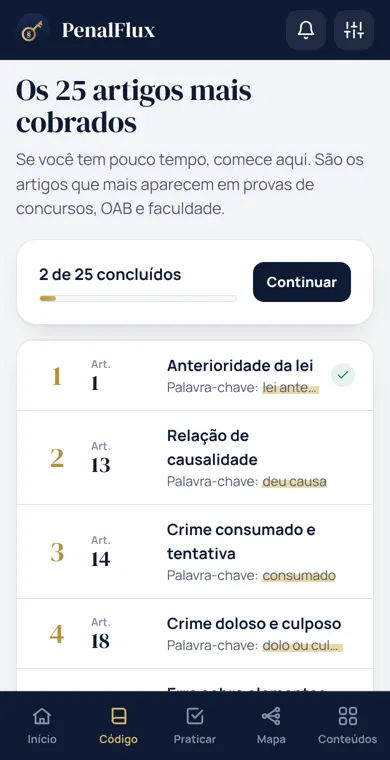 PenalFlux
Os 25 artigos mais
cobrados
Se você tem pouco tempo, comece aqui. São os
artigos que mais aparecem em provas de
concursos, OAB e faculdade.
2 de 25 concluídos
Continuar
1
Art.
1
Anterioridade da lei
Palavra-chave: lei ante...
2
Art.
13
Relação de
causalidade
Palavra-chave: deu causa
3
Art.
14
Crime consumado e
tentativa
Palavra-chave: consumado
4
Art.
18
Crime doloso e culposo
Palavra-chave: dolo ou cul...
Início
Código
Praticar
Mapa
Conteúdos